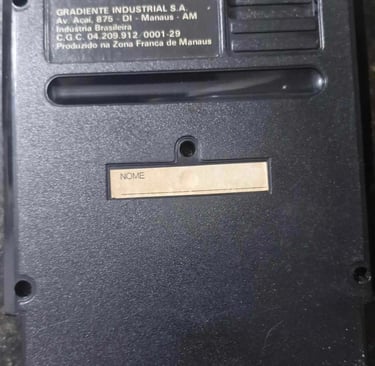 GRADIENTE INDUSTRIAL S.A.
Av. Açaí, 875 - DI - Manaus - AM
Indústria Brasileira
C.G.C. 04.209.912/0001-29
Produzido na Zona Franca de Manaus
NOME